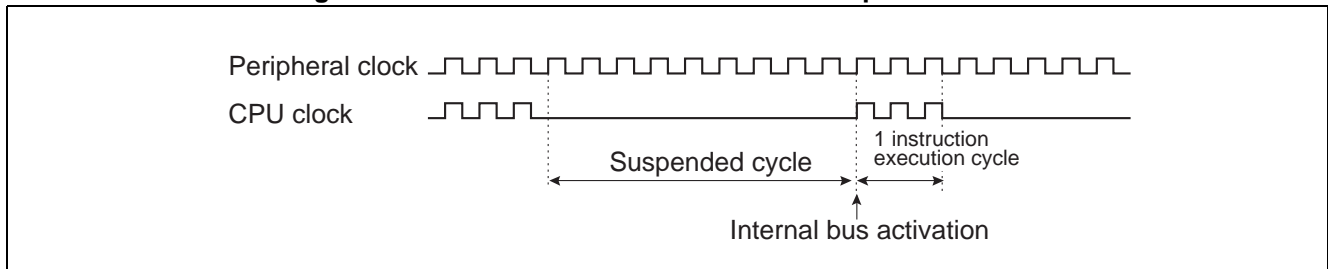 Peripheral clock
CPU clock
1 instruction
execution cycle
Suspended cycle
Internal bus activation